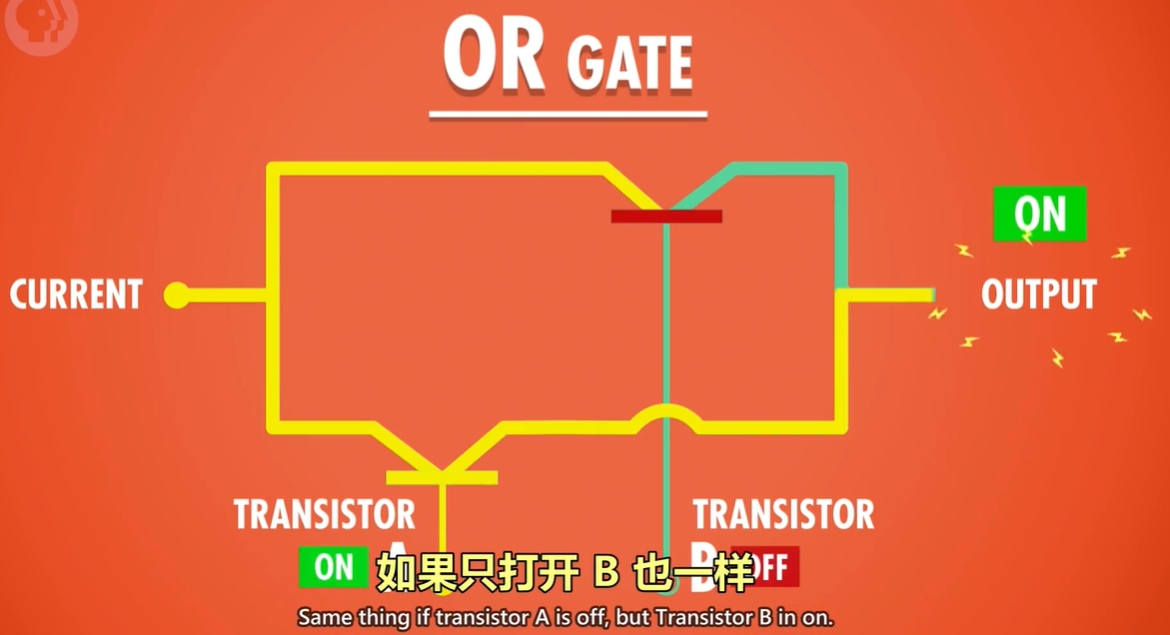 OR GATE
ON
CURRENT
OUTPUT
TRANSISTOR
A
ON
TRANSISTOR
B
OFF
如果只打开 B 也一样
Same thing if transistor A is off, but Transistor B in on.